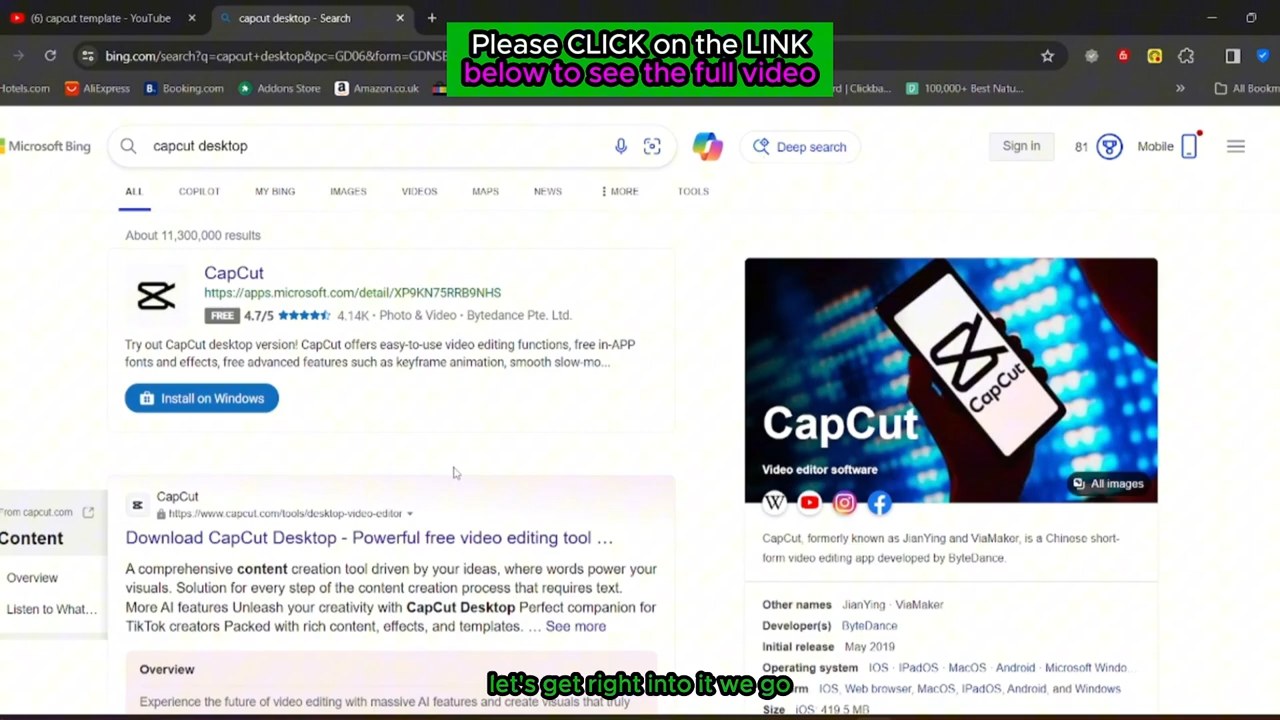 (6) capcut template - YouTube
capcut desktop - Search
Please CLICK on the LINK
below to see the full video
bing.com/search?q=capcut+desktop&pc=GD06&form=GDNSE
Hotels.com
AliExpress
Booking.com
Addons Store
Amazon.co.uk
rd | Clickba...
100,000+ Best Natu...
All Bookm
Microsoft Bing
capcut desktop
Deep search
Sign in
81
Mobile
ALL
COPILOT
MY BING
IMAGES
VIDEOS
MAPS
NEWS
MORE
TOOLS
About 11,300,000 results
CapCut
https://apps.microsoft.com/detail/XP9KN75RRB9NHS
FREE 4.7/5 4.14K · Photo & Video · Bytedance Pte. Ltd.
Try out CapCut desktop version! CapCut offers easy-to-use video editing functions, free in-APP
fonts and effects, free advanced features such as keyframe animation, smooth slow-mo...
Install on Windows
From capcut.com
Content
Overview
Listen to What...
CapCut
https://www.capcut.com/tools/desktop-video-editor
Download CapCut Desktop - Powerful free video editing tool ...
A comprehensive content creation tool driven by your ideas, where words power your
visuals. Solution for every step of the content creation process that requires text.
More AI features Unleash your creativity with CapCut Desktop Perfect companion for
TikTok creators Packed with rich content, effects, and templates. ... See more
Overview
Experience the future of video editing with massive AI features and create visuals that truly
CapCut
CapCut
Video editor software
W
All images
CapCut, formerly known as JianYing and ViaMaker, is a Chinese short-
form video editing app developed by ByteDance.
Other names JianYing · ViaMaker
Developer(s) ByteDance
Initial release May 2019
Operating system IOS · IPadOS · MacOS · Android · Microsoft Windo...
rm IOS, Web browser, MacOS, IPadOS, Android, and Windows
Size iOS: 419.5 MB
let's get right into it we go